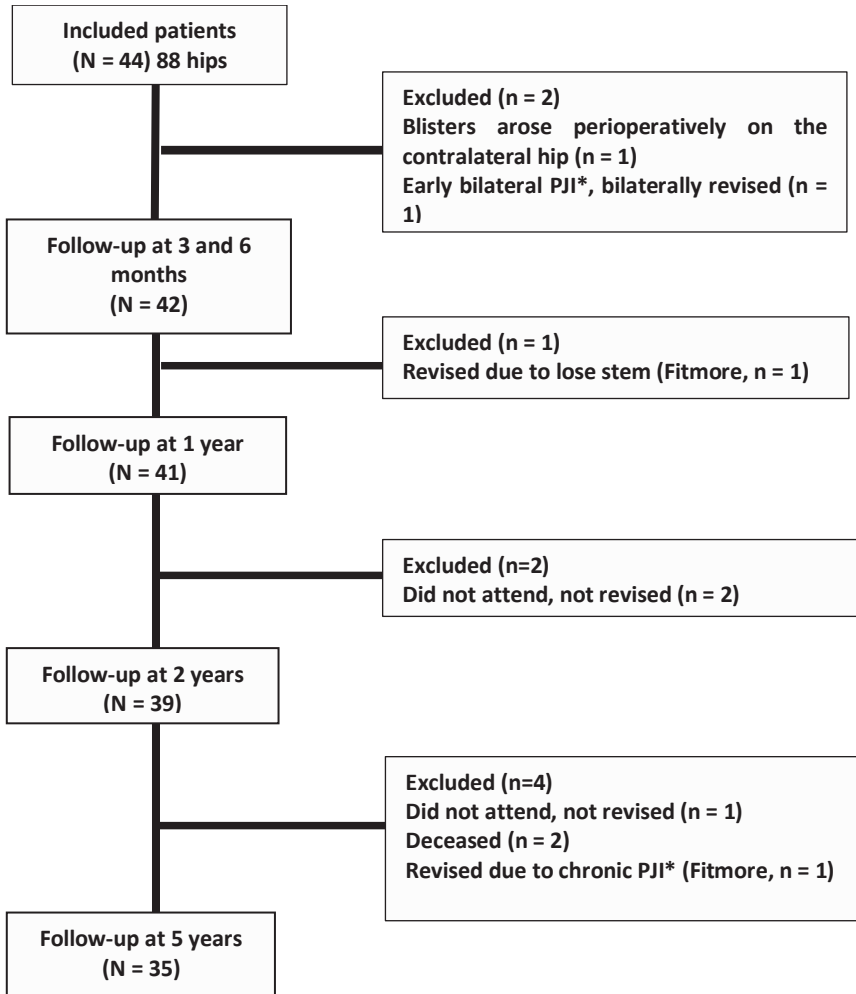 Included patients
(N = 44) 88 hips
Excluded (n = 2)
Blisters arose perioperatively on the
contralateral hip (n = 1)
Early bilateral PJI*, bilaterally revised (n =
1)
Follow-up at 3 and 6
months
(N = 42)
Excluded (n = 1)
Revised due to lose stem (Fitmore, n = 1)
Follow-up at 1 year
(N = 41)
Excluded (n=2)
Did not attend, not revised (n = 2)
Follow-up at 2 years
(N = 39)
Excluded (n=4)
Did not attend, not revised (n = 1)
Deceased (n = 2)
Revised due to chronic PJI* (Fitmore, n = 1)
Follow-up at 5 years
(N = 35)